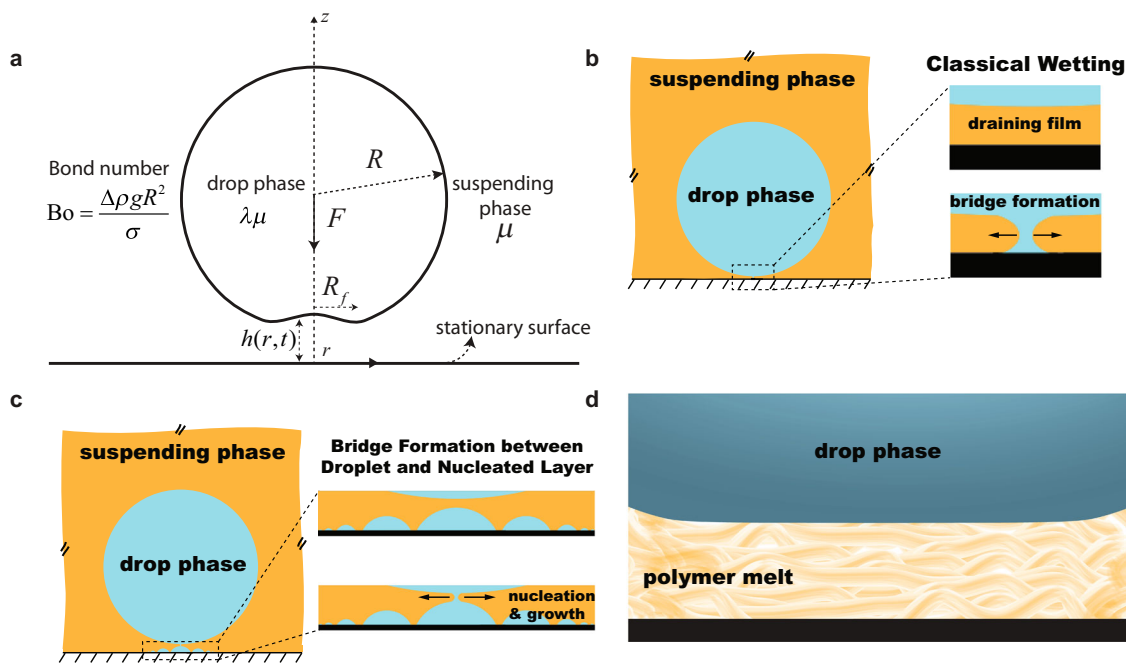 a
z
Bond number
Bo = ΔρgR²/σ
drop phase
λμ
R
F
suspending
phase
μ
R_f
h(r,t)
r
stationary surface
b
suspending phase
drop phase
Classical Wetting
draining film
bridge formation
c
suspending phase
drop phase
Bridge Formation between
Droplet and Nucleated Layer
nucleation
& growth
d
drop phase
polymer melt